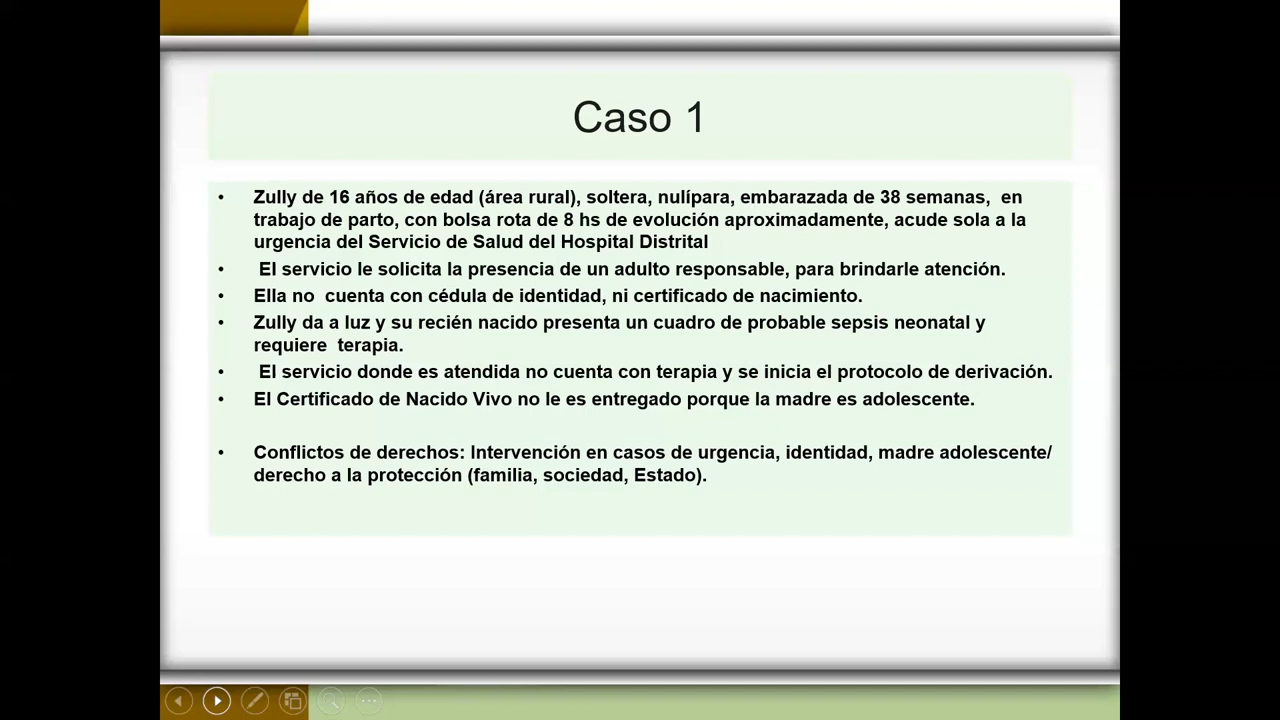 Caso 1
• Zully de 16 años de edad (área rural), soltera, nulípara, embarazada de 38 semanas, en
trabajo de parto, con bolsa rota de 8 hs de evolución aproximadamente, acude sola a la
urgencia del Servicio de Salud del Hospital Distrital
• El servicio le solicita la presencia de un adulto responsable, para brindarle atención.
• Ella no cuenta con cédula de identidad, ni certificado de nacimiento.
• Zully da a luz y su recién nacido presenta un cuadro de probable sepsis neonatal y
requiere terapia.
• El servicio donde es atendida no cuenta con terapia y se inicia el protocolo de derivación.
• El Certificado de Nacido Vivo no le es entregado porque la madre es adolescente.
• Conflictos de derechos: Intervención en casos de urgencia, identidad, madre adolescente/
derecho a la protección (familia, sociedad, Estado).